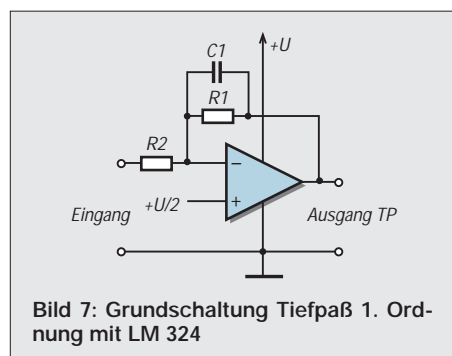 C1
+U
R1
R2
−
Eingang
+U/2
+
Ausgang TP
Bild 7: Grundschaltung Tiefpaß 1. Ord-
nung mit LM 324